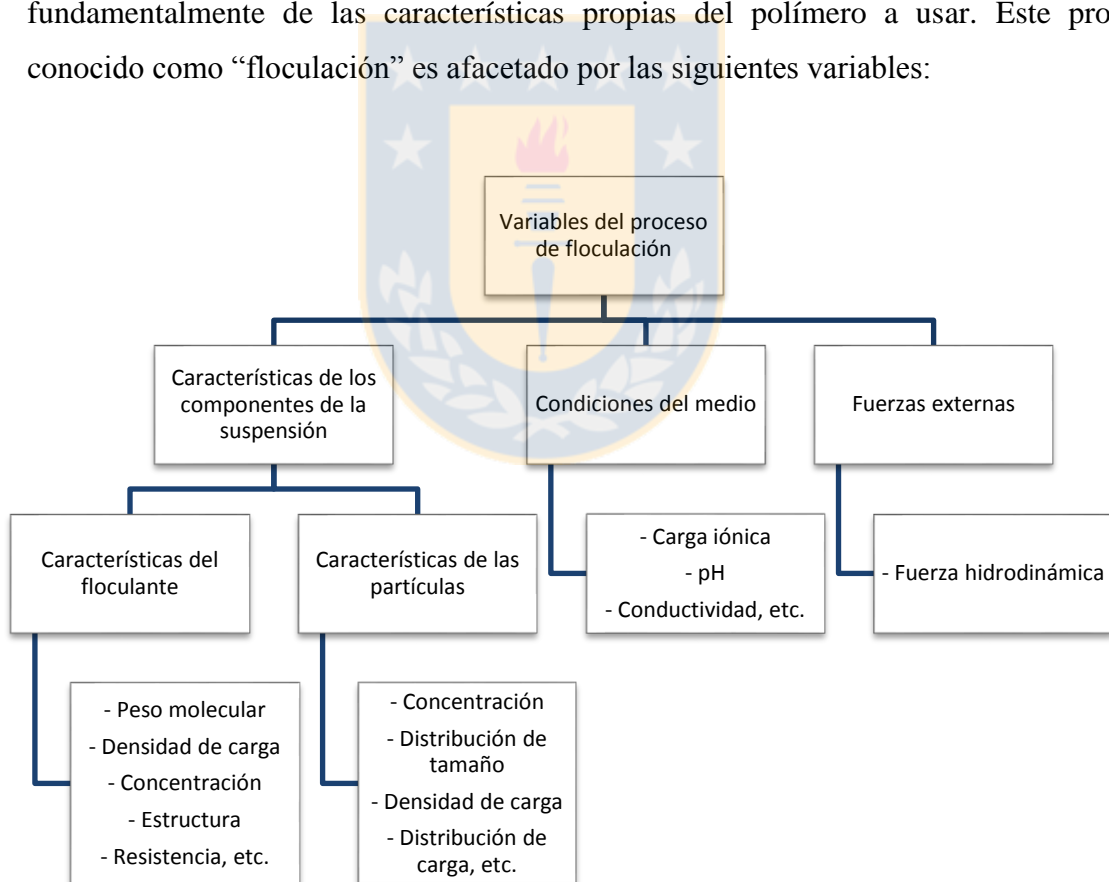 fundamentalmente de las características propias del polímero a usar. Este pro
conocido como “floculación” es afacetado por las siguientes variables:
Variables del proceso
de floculación
Características de los
componentes de la
suspensión
Condiciones del medio
Fuerzas externas
Características del
floculante
Características de las
partículas
- Carga iónica
- pH
- Conductividad, etc.
- Fuerza hidrodinámica
- Peso molecular
- Densidad de carga
- Concentración
- Estructura
- Resistencia, etc.
- Concentración
- Distribución de
tamaño
- Densidad de carga
- Distribución de
carga, etc.